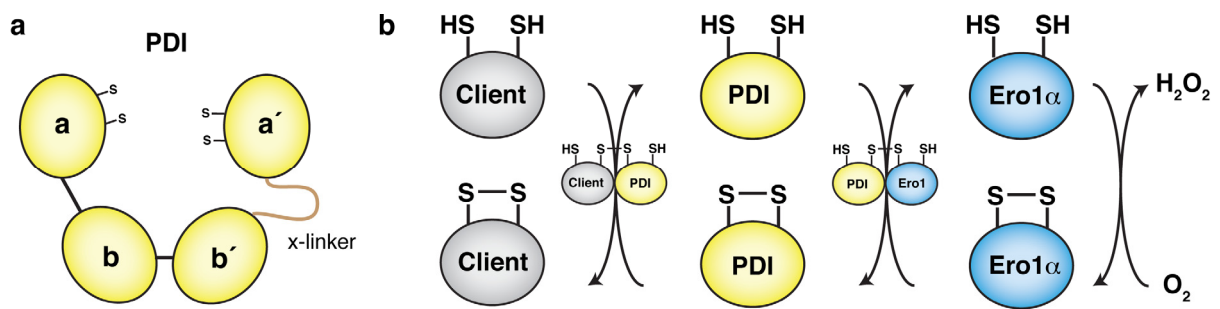 a
PDI
a
s
s
a´
s
s
b
b´
x-linker
b
HS SH
Client
HS S S SH
Client PDI
S S
Client
HS SH
PDI
HS S S SH
PDI Ero1
S S
PDI
HS SH
Ero1α
S S
Ero1α
H₂O₂
O₂